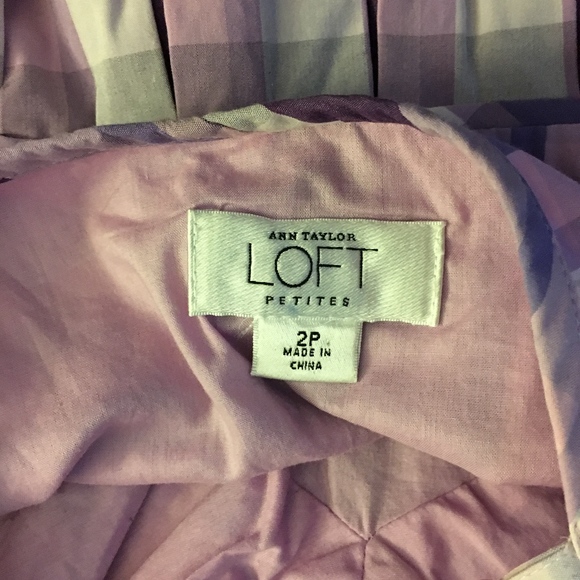 ANN TAYLOR
LOFT
PETITES
2P
MADE IN
CHINA